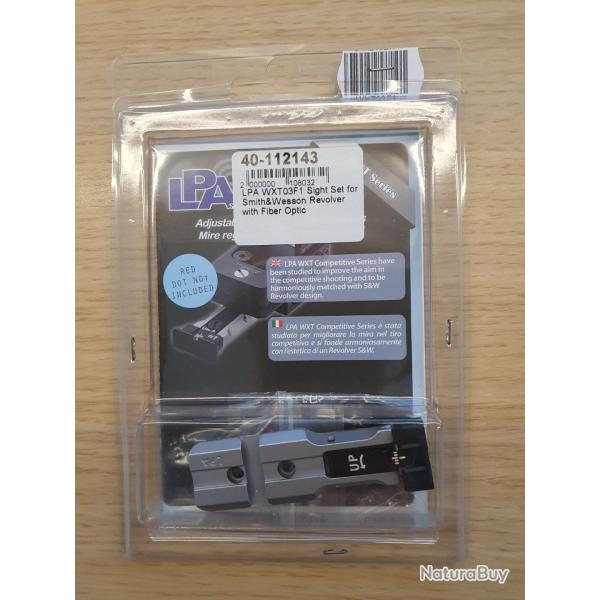 40-112143
2 000000 108032
LPA WXT03F1 Sight Set for
Smith&Wesson Revolver
with Fiber Optic
LPA
T Series
Adjustab
Mire reg
RED
DOT NOT
INCLUDED
LPA WXT Competitive Series have
been studied to improve the aim in
the competitive shooting and to be
harmoniously matched with S&W
Revolver design.
LPA WXT Competitive Series è stata
studiata per migliorare la mira nel tiro
competitivo e si fonde armoniosamente
con l'estetica di un Revolver S&W.
UP
NaturaBuy